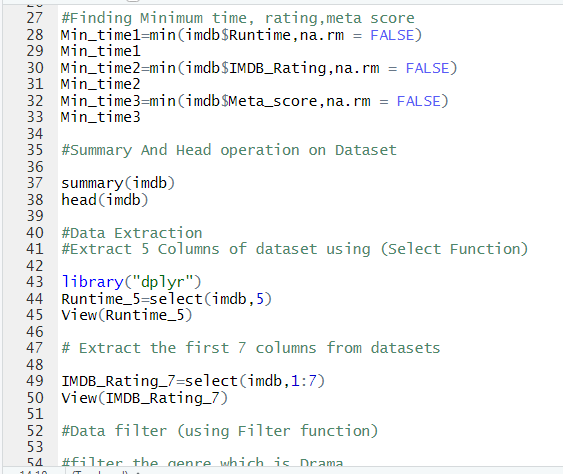 27 #Finding Minimum time, rating,meta score
28 Min_time1=min(imdb$Runtime,na.rm = FALSE)
29 Min_time1
30 Min_time2=min(imdb$IMDB_Rating,na.rm = FALSE)
31 Min_time2
32 Min_time3=min(imdb$Meta_score,na.rm = FALSE)
33 Min_time3
34
35 #Summary And Head operation on Dataset
36
37 summary(imdb)
38 head(imdb)
39
40 #Data Extraction
41 #Extract 5 Columns of dataset using (Select Function)
42
43 library("dplyr")
44 Runtime_5=select(imdb,5)
45 View(Runtime_5)
46
47 # Extract the first 7 columns from datasets
48
49 IMDB_Rating_7=select(imdb,1:7)
50 View(IMDB_Rating_7)
51
52 #Data filter (using Filter function)
53
54 #filter the genre which is Drama